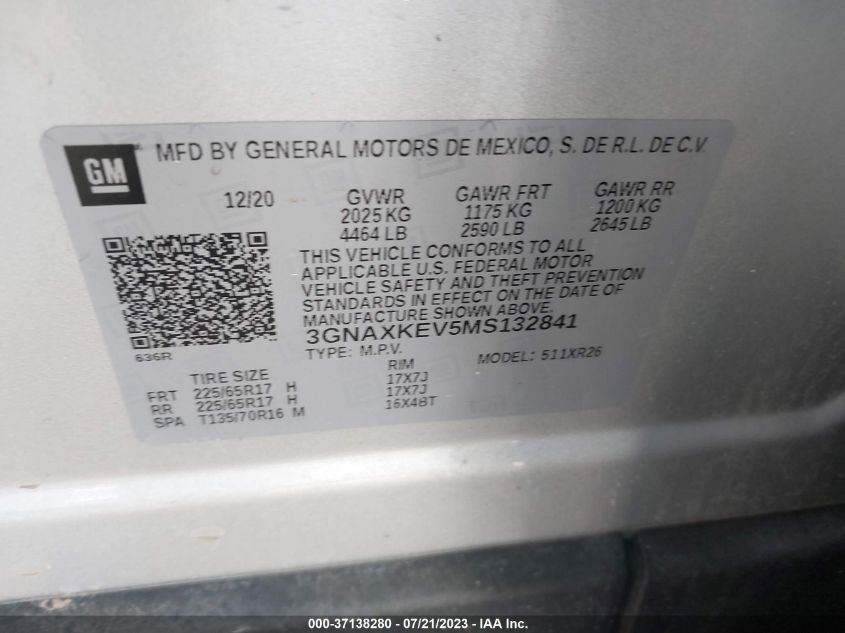 GM MFD BY GENERAL MOTORS DE MEXICO, S. DE R.L. DE C.V.
12/20 GVWR GAWR FRT GAWR RR
2025 KG 1175 KG 1200 KG
4464 LB 2590 LB 2645 LB
THIS VEHICLE CONFORMS TO ALL
APPLICABLE U.S. FEDERAL MOTOR
VEHICLE SAFETY AND THEFT PREVENTION
STANDARDS IN EFFECT ON THE DATE OF
MANUFACTURE SHOWN ABOVE.
3GNAXKEV5MS132841
636R TYPE: M.P.V. MODEL: 511XR26
TIRE SIZE RIM
FRT 225/65R17 H 17X7J
RR 225/65R17 H 17X7J
SPA T135/70R16 M 16X4BT
000-37138280 - 07/21/2023 - IAA Inc.